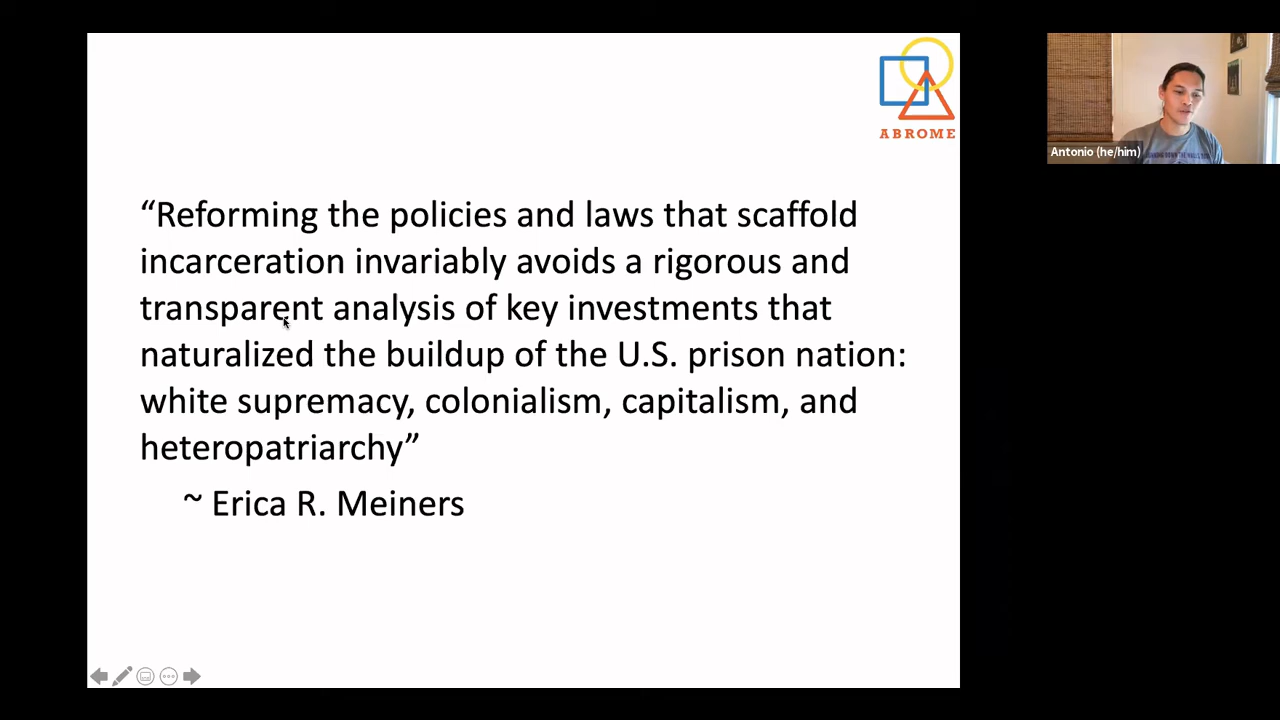 ABROME
“Reforming the policies and laws that scaffold
incarceration invariably avoids a rigorous and
transparent analysis of key investments that
naturalized the buildup of the U.S. prison nation:
white supremacy, colonialism, capitalism, and
heteropatriarchy”
~ Erica R. Meiners
Antonio (he/him)